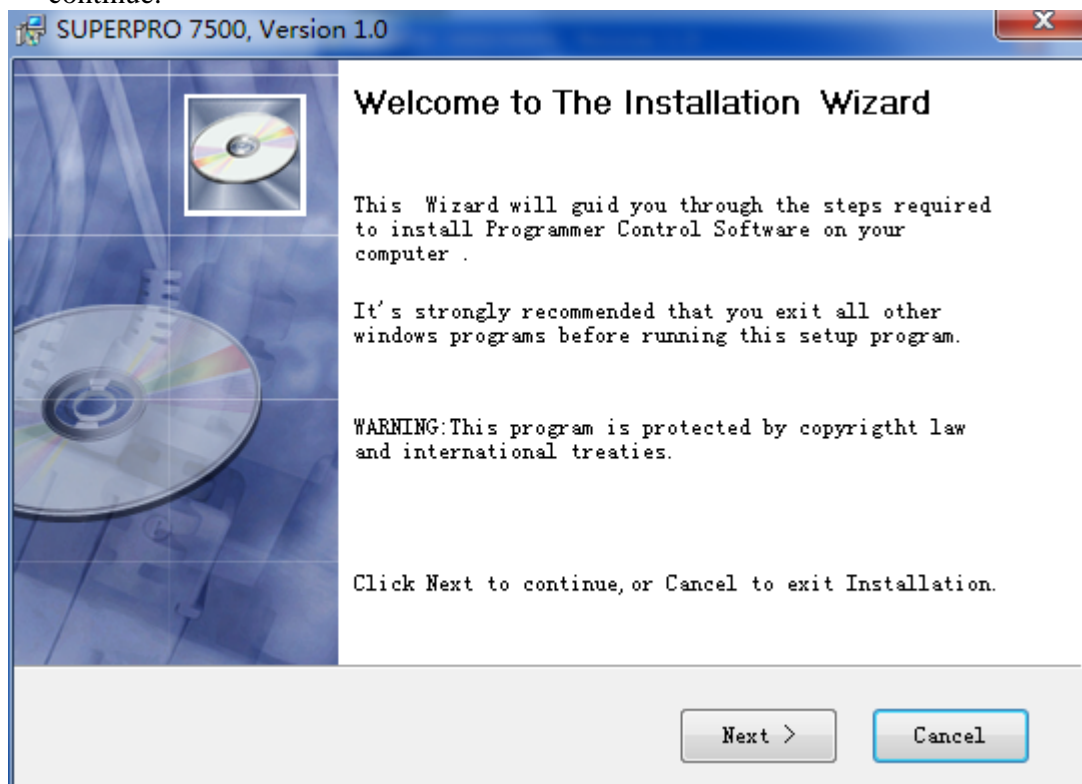 continue.
SUPERPRO 7500, Version 1.0
Welcome to The Installation Wizard
This Wizard will guid you through the steps required
to install Programmer Control Software on your
computer .
It's strongly recommended that you exit all other
windows programs before running this setup program.
WARNING:This program is protected by copyrigtht law
and international treaties.
Click Next to continue, or Cancel to exit Installation.
Next >
Cancel